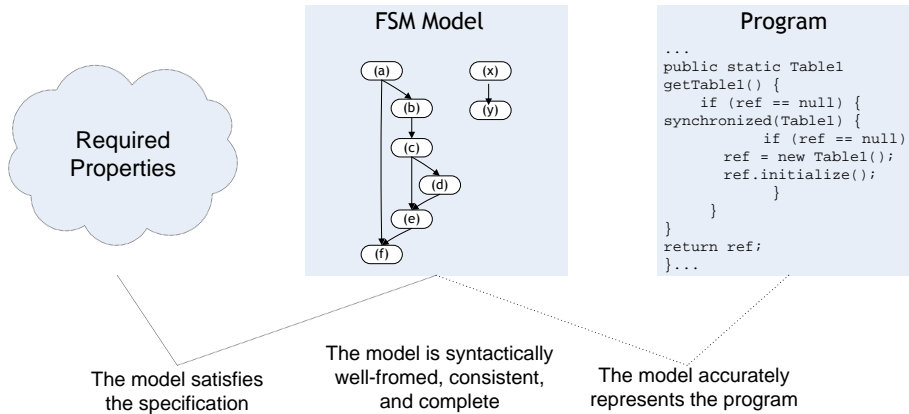 FSM Model
Program
Required
Properties
(a)
(x)
(b)
(y)
(c)
(d)
(e)
(f)
...
public static Table1
getTable1() {
if (ref == null) {
synchronized(Table1) {
if (ref == null)
ref = new Table1();
ref.initialize();
}
}
}
return ref;
}...
The model satisfies
the specification
The model is syntactically
well-fromed, consistent,
and complete
The model accurately
represents the program